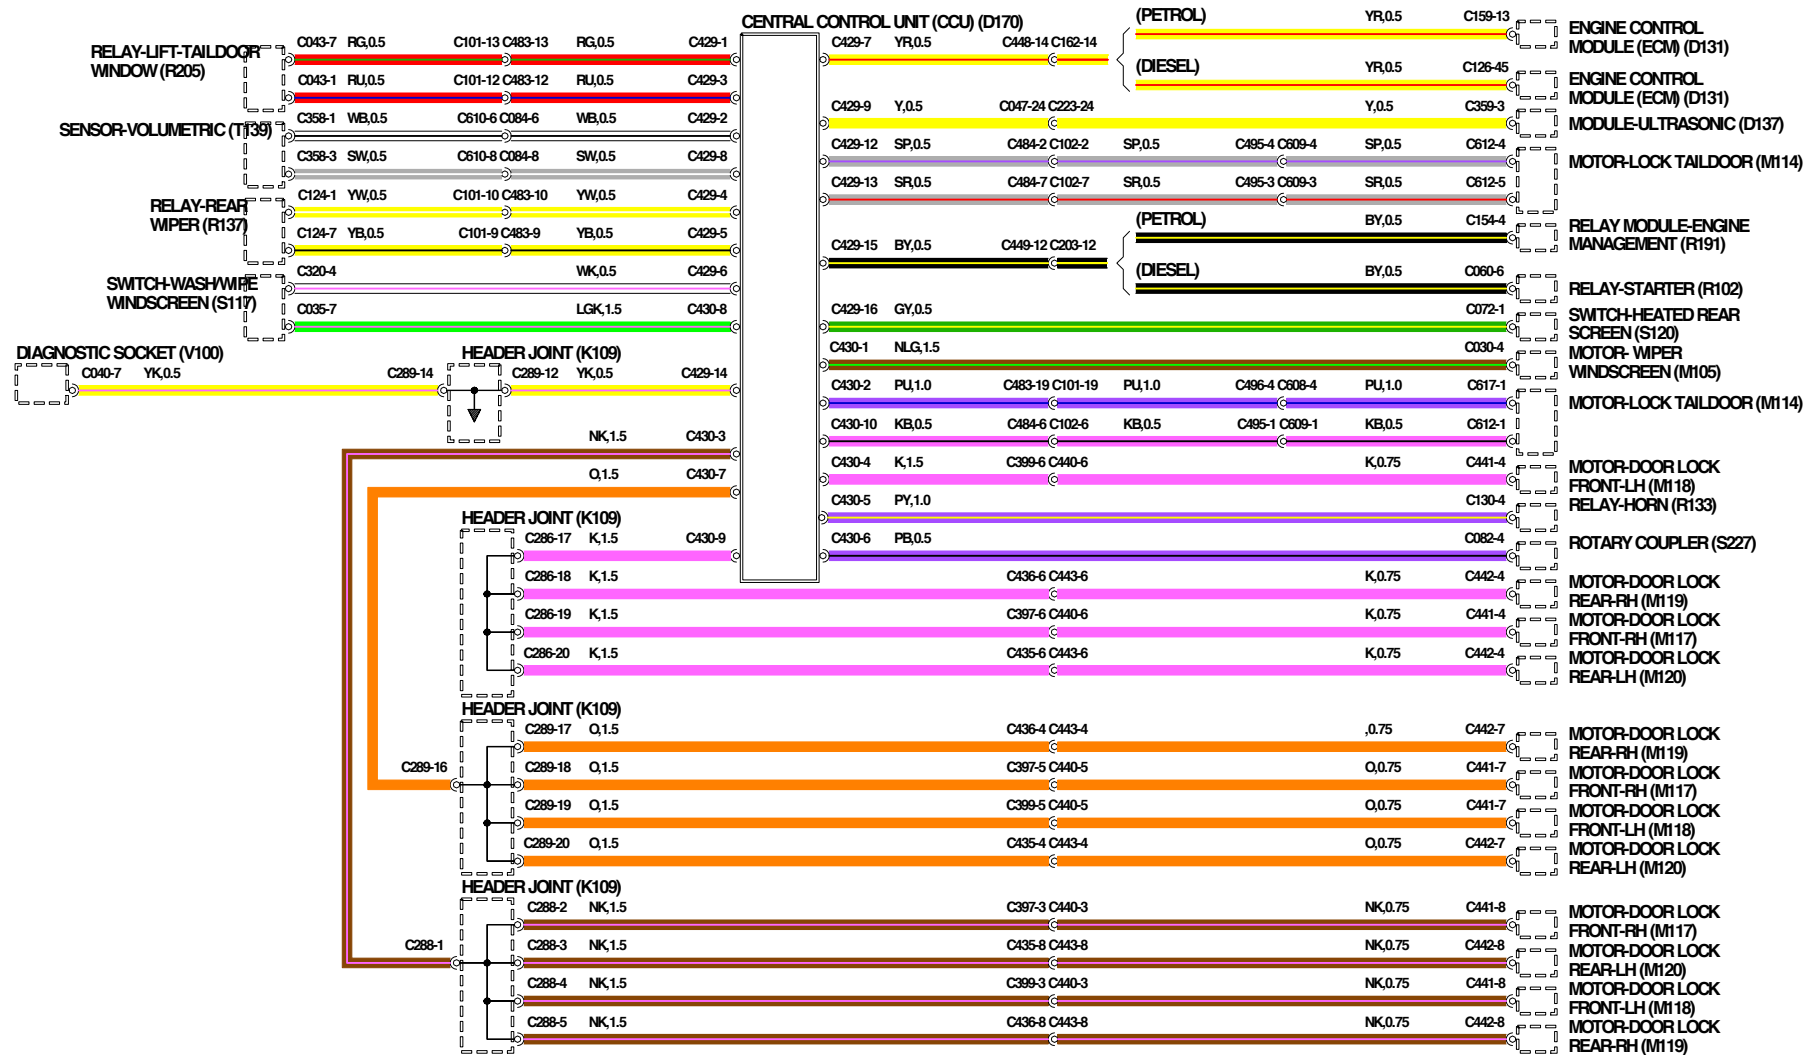 CENTRAL CONTROL UNIT (CCU) (D170)
RELAY-LIFT-TAILDOOR
WINDOW (R205)
C043-7 RG,0.5 C101-13 C483-13 RG,0.5 C429-1
C043-1 RU,0.5 C101-12 C483-12 RU,0.5 C429-3
SENSOR-VOLUMETRIC (T139)
C358-1 WB,0.5 C610-6 C084-6 WB,0.5 C429-2
C358-3 SW,0.5 C610-8 C084-8 SW,0.5 C429-8
RELAY-REAR
WIPER (R137)
C124-1 YW,0.5 C101-10 C483-10 YW,0.5 C429-4
C124-7 YB,0.5 C101-9 C483-9 YB,0.5 C429-5
SWITCH-WASH/WIPE
WINDSCREEN (S117)
C320-4 WK,0.5 C429-6
C035-7 LGK,1.5 C430-8
DIAGNOSTIC SOCKET (V100)
HEADER JOINT (K109)
C040-7 YK,0.5 C289-14 C289-12 YK,0.5 C429-14
NK,1.5 C430-3
O,1.5 C430-7
(PETROL) YR,0.5 C159-13
ENGINE CONTROL
MODULE (ECM) (D131)
C429-7 YR,0.5 C448-14 C162-14
(DIESEL) YR,0.5 C126-45
ENGINE CONTROL
MODULE (ECM) (D131)
C429-9 Y,0.5 C047-24 C223-24 Y,0.5 C359-3
MODULE-ULTRASONIC (D137)
C429-12 SP,0.5 C484-2 C102-2 SP,0.5 C495-4 C609-4 SP,0.5 C612-4
MOTOR-LOCK TAILDOOR (M114)
C429-13 SR,0.5 C484-7 C102-7 SR,0.5 C495-3 C609-3 SR,0.5 C612-5
(PETROL) BY,0.5 C154-4
RELAY MODULE-ENGINE
MANAGEMENT (R191)
C429-15 BY,0.5 C449-12 C203-12
(DIESEL) BY,0.5 C060-6
RELAY-STARTER (R102)
C429-16 GY,0.5 C072-1
SWITCH-HEATED REAR
SCREEN (S120)
C430-1 NLG,1.5 C030-4
MOTOR- WIPER
WINDSCREEN (M105)
C430-2 PU,1.0 C483-19 C101-19 PU,1.0 C496-4 C608-4 PU,1.0 C617-1
MOTOR-LOCK TAILDOOR (M114)
C430-10 KB,0.5 C484-6 C102-6 KB,0.5 C495-1 C609-1 KB,0.5 C612-1
C430-4 K,1.5 C399-6 C440-6 K,0.75 C441-4
MOTOR-DOOR LOCK
FRONT-LH (M118)
C430-5 PY,1.0 C130-4
RELAY-HORN (R133)
C430-6 PB,0.5 C082-4
ROTARY COUPLER (S227)
HEADER JOINT (K109)
C286-17 K,1.5 C430-9
C286-18 K,1.5 C436-6 C443-6 K,0.75 C442-4
MOTOR-DOOR LOCK
REAR-RH (M119)
C286-19 K,1.5 C397-6 C440-6 K,0.75 C441-4
MOTOR-DOOR LOCK
FRONT-RH (M117)
C286-20 K,1.5 C435-6 C443-6 K,0.75 C442-4
MOTOR-DOOR LOCK
REAR-LH (M120)
HEADER JOINT (K109)
C289-16
C289-17 O,1.5 C436-4 C443-4 ,0.75 C442-7
MOTOR-DOOR LOCK
REAR-RH (M119)
C289-18 O,1.5 C397-5 C440-5 O,0.75 C441-7
MOTOR-DOOR LOCK
FRONT-RH (M117)
C289-19 O,1.5 C399-5 C440-5 O,0.75 C441-7
MOTOR-DOOR LOCK
FRONT-LH (M118)
C289-20 O,1.5 C435-4 C443-4 O,0.75 C442-7
MOTOR-DOOR LOCK
REAR-LH (M120)
HEADER JOINT (K109)
C288-1
C288-2 NK,1.5 C397-3 C440-3 NK,0.75 C441-8
MOTOR-DOOR LOCK
FRONT-RH (M117)
C288-3 NK,1.5 C435-8 C443-8 NK,0.75 C442-8
MOTOR-DOOR LOCK
REAR-LH (M120)
C288-4 NK,1.5 C399-3 C440-3 NK,0.75 C441-8
MOTOR-DOOR LOCK
FRONT-LH (M118)
C288-5 NK,1.5 C436-8 C443-8 NK,0.75 C442-8
MOTOR-DOOR LOCK
REAR-RH (M119)